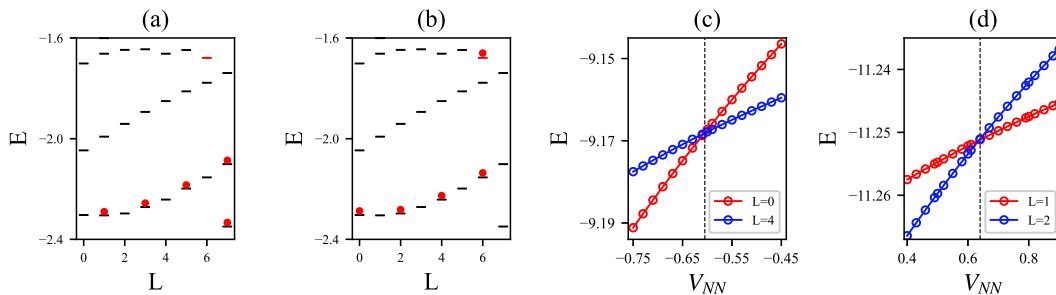 (a) (b) (c) (d)
E
−1.6
−2.0
−2.4
0 2 4 6
L
E
−1.6
−2.0
−2.4
0 2 4 6
L
E
−9.15
−9.17
−9.19
L=0
L=4
−0.75 −0.65 −0.55 −0.45
V_NN
E
−11.24
−11.25
−11.26
L=1
L=2
0.4 0.6 0.8
V_NN